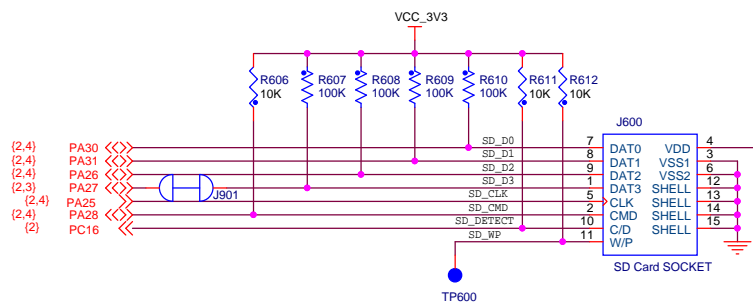 VCC_3V3
R606 R607 R608 R609 R610 R611 R612
10K 100K 100K 100K 100K 10K 10K
J600
{2,4} PA30 SD_D0 7 DAT0 VDD 4
{2,4} PA31 SD_D1 8 DAT1 VSS1 3
{2,4} PA26 SD_D2 9 DAT2 VSS2 6
{2,3} PA27 J901 SD_D3 1 DAT3 SHELL 12
{2,4} PA25 SD_CLK 5 CLK SHELL 13
{2,4} PA28 SD_CMD 2 CMD SHELL 14
{2} PC16 SD_DETECT 10 C/D SHELL 15
SD_WP 11 W/P
SD Card SOCKET
TP600